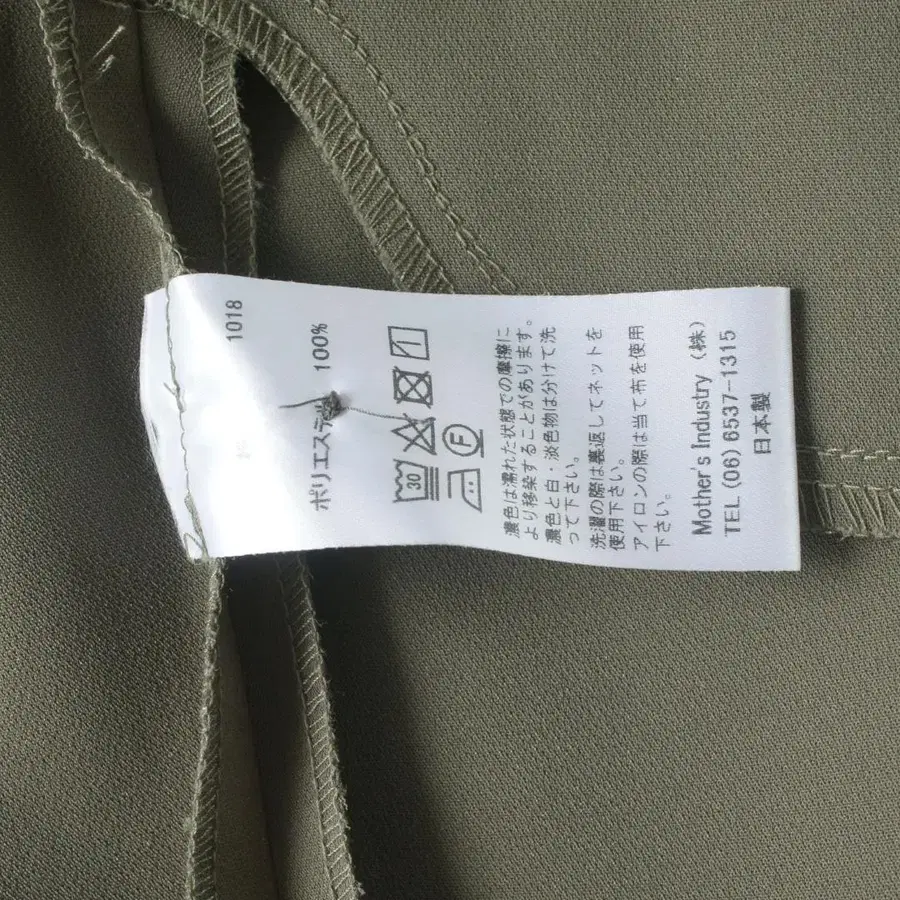 1018
ポリエステル 100%
30
F
濃色は濡れた状態での摩擦に
より移染することがあります。
濃色と白・淡色物は分けて洗
って下さい。
洗濯の際は裏返してネットを
使用下さい。
アイロンの際は当て布を使用
下さい。
Mother's Industry (株)
TEL (06) 6537-1315
日本製